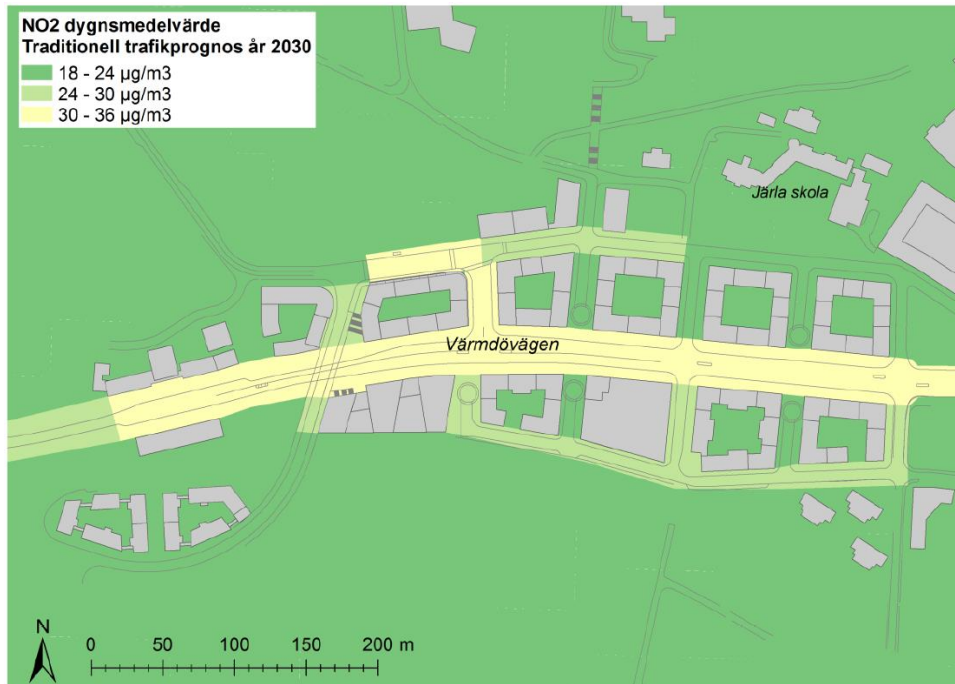 NO2 dygnsmedelvärde
Traditionell trafikprognos år 2030
18 - 24 µg/m3
24 - 30 µg/m3
30 - 36 µg/m3
Järla skola
Värmdövägen
N
0 50 100 150 200 m